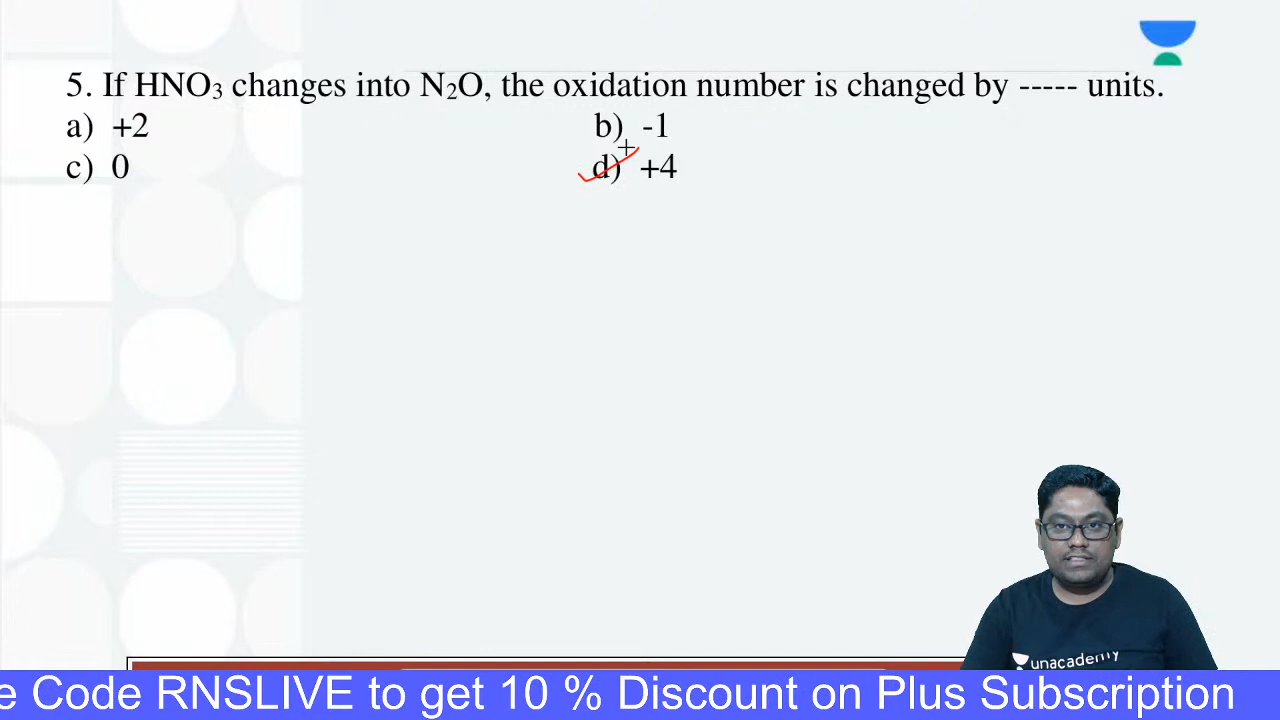 5. If HNO₃ changes into N₂O, the oxidation number is changed by ----- units.
a) +2 b) -1
c) 0 d) +4
unacademy
e Code RNSLIVE to get 10 % Discount on Plus Subscription